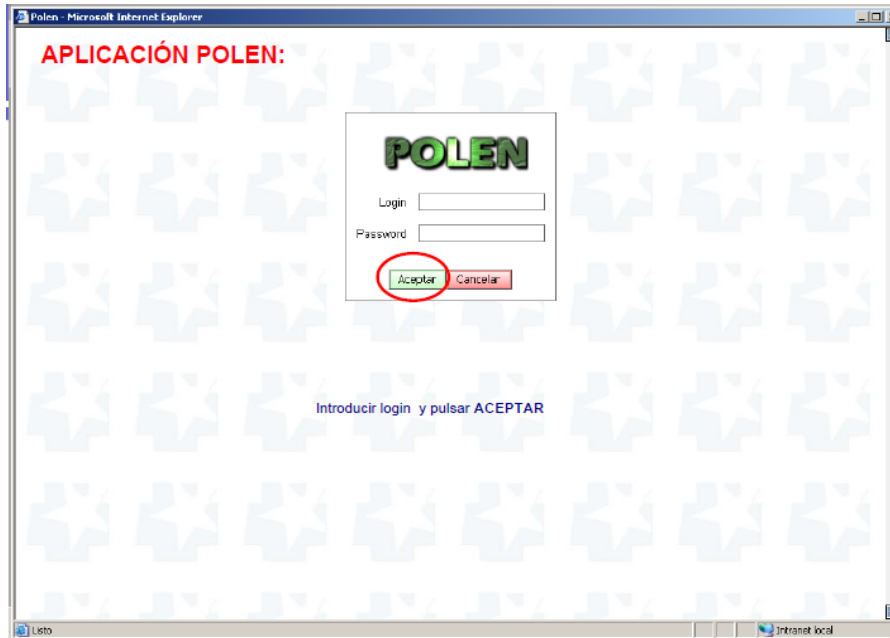 Polen - Microsoft Internet Explorer
APLICACIÓN POLEN:
POLEN
Login
Password
Aceptar Cancelar
Introducir login y pulsar ACEPTAR
Listo Intranet local